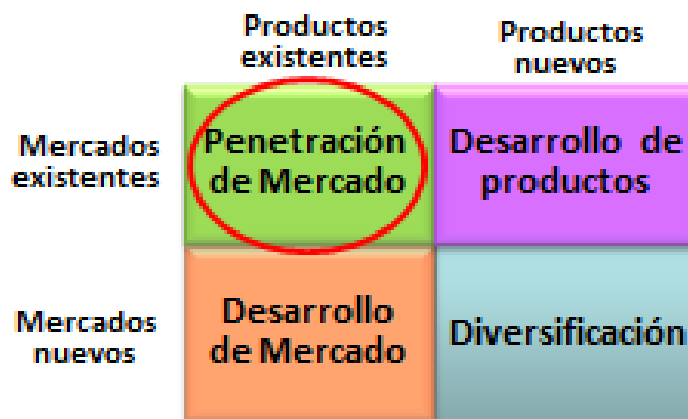 Productos
existentes
Productos
nuevos
Mercados
existentes
Penetración
de Mercado
Desarrollo de
productos
Mercados
nuevos
Desarrollo
de Mercado
Diversificación